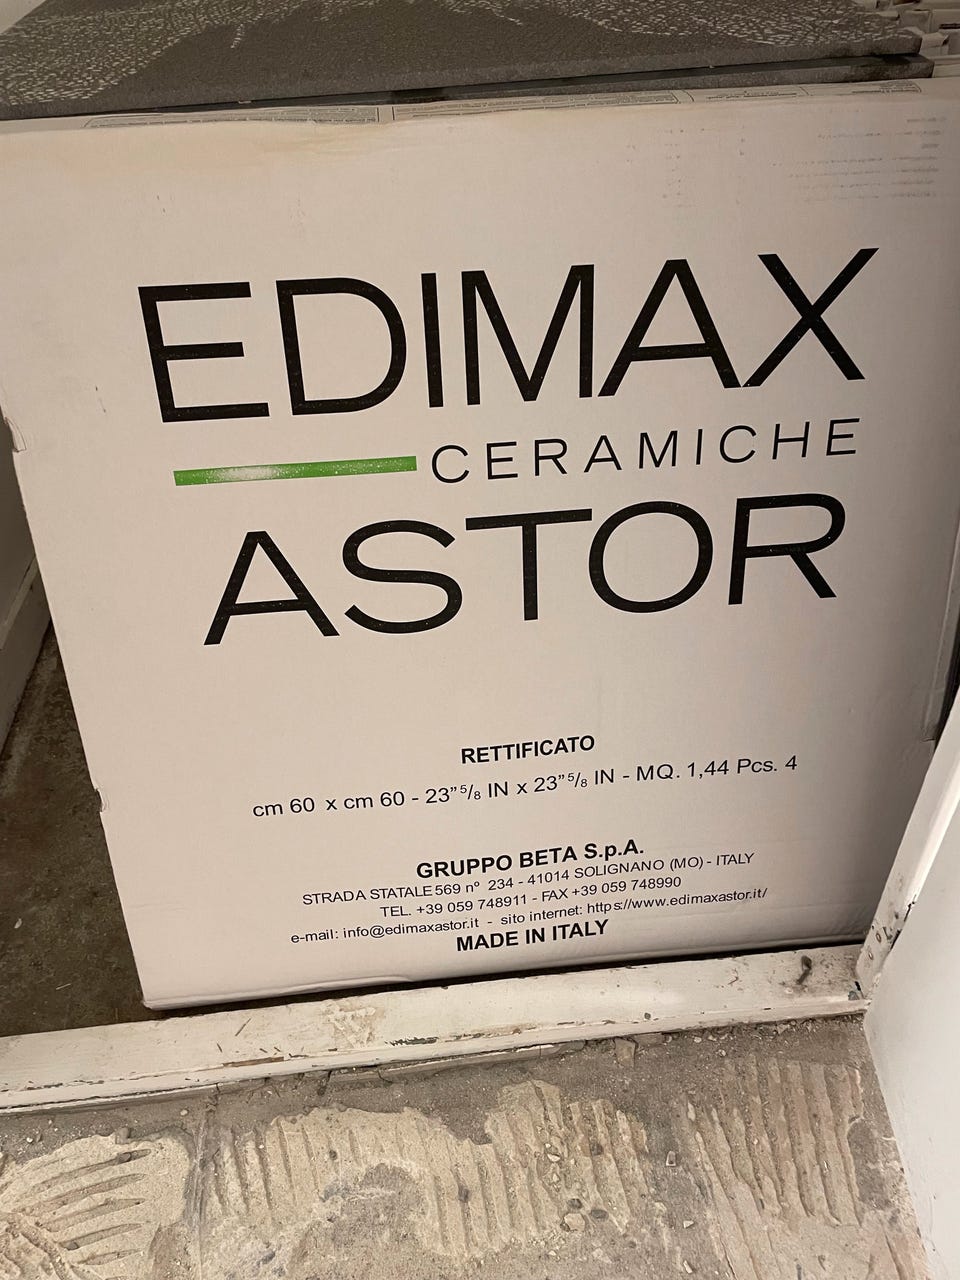 EDIMAX
CERAMICHE
ASTOR
RETTIFICATO
cm 60 x cm 60 - 23”5/8 IN x 23”5/8 IN - MQ. 1,44 Pcs. 4
GRUPPO BETA S.p.A.
STRADA STATALE 569 nº 234 - 41014 SOLIGNANO (MO) - ITALY
TEL. +39 059 748911 - FAX +39 059 748990
e-mail: info@edimaxastor.it - sito internet: https://www.edimaxastor.it/
MADE IN ITALY